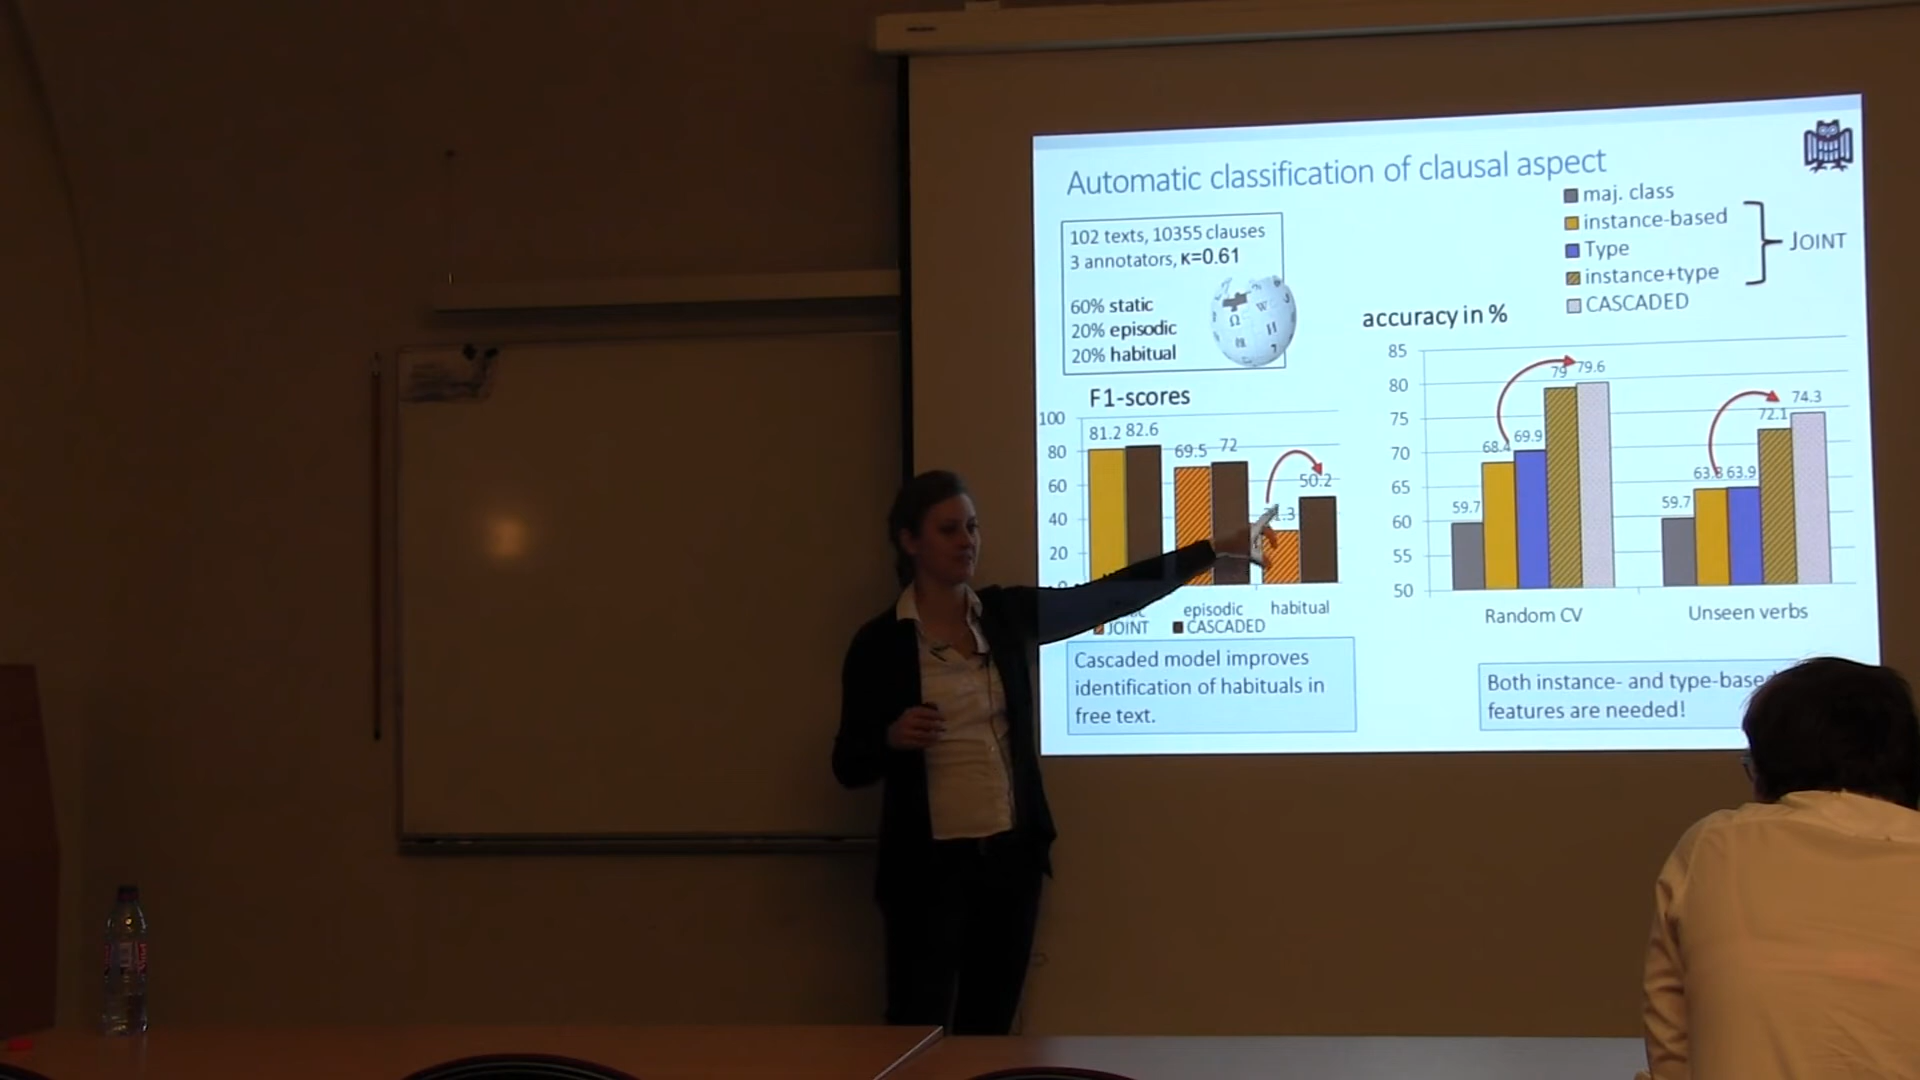 Automatic classification of clausal aspect
102 texts, 10355 clauses
3 annotators, κ=0.61
60% static
20% episodic
20% habitual
maj. class
instance-based
Type
instance+type
CASCADED
JOINT
F1-scores
100
80
60
40
20
0
81.2 82.6
69.5 72
50.2
episodic habitual
JOINT CASCADED
Cascaded model improves
identification of habituals in
free text.
accuracy in %
85
80
75
70
65
60
55
50
59.7 68.4 69.9 79 79.6
59.7 63.8 63.9 72.1 74.3
Random CV Unseen verbs
Both instance- and type-based
features are needed!